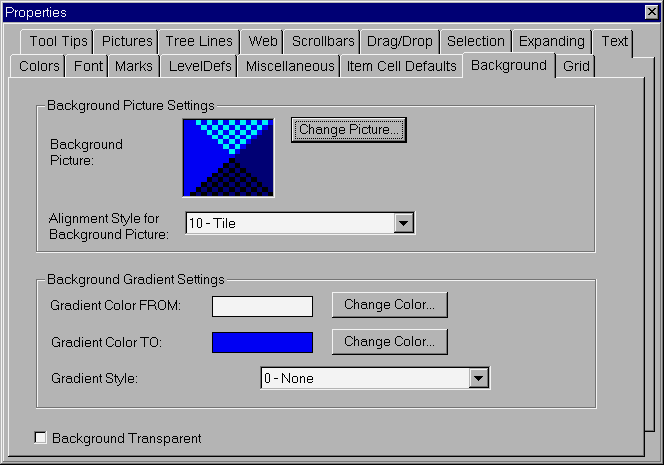 Properties
Tool Tips Pictures Tree Lines Web Scrollbars Drag/Drop Selection Expanding Text
Colors Font Marks LevelDefs Miscellaneous Item Cell Defaults Background Grid
Background Picture Settings
Background
Picture:
Change Picture...
Alignment Style for
Background Picture:
10 - Tile
Background Gradient Settings
Gradient Color FROM:
Change Color...
Gradient Color TO:
Change Color...
Gradient Style:
0 - None
Background Transparent